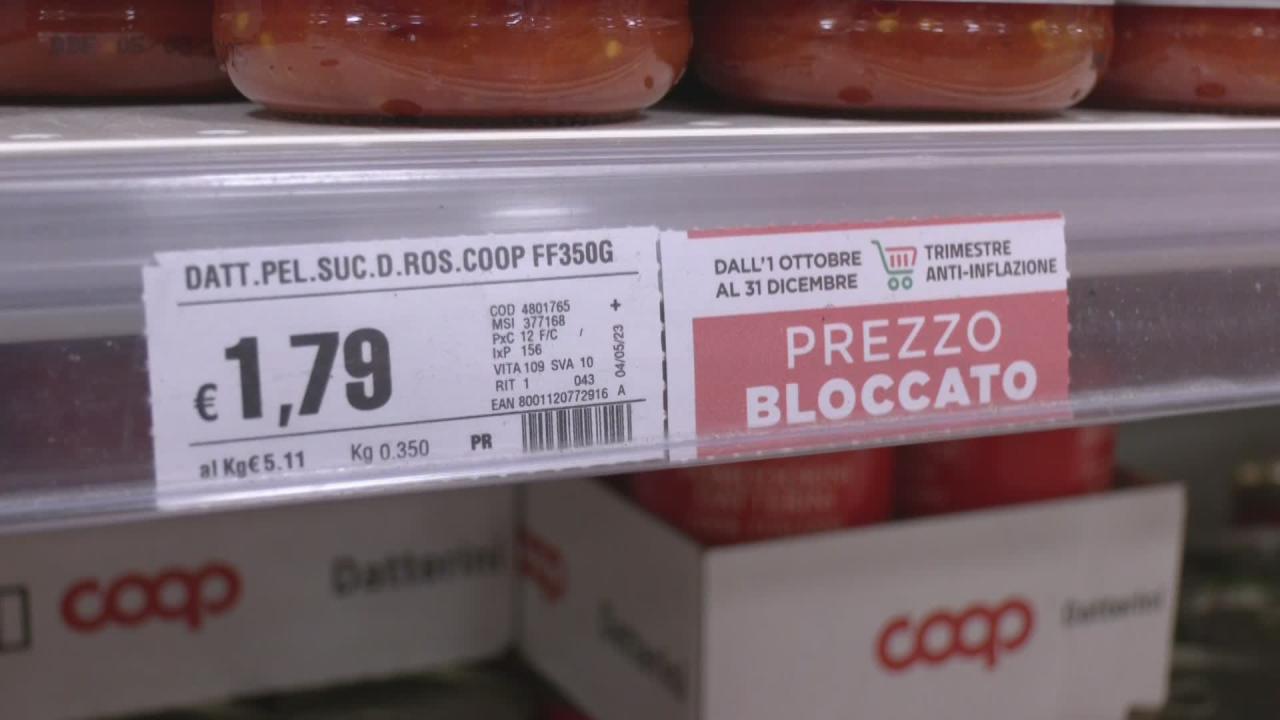 DATT.PEL.SUC.D.ROS.COOP FF350G
€ 1,79
COD 4801765 +
MSI 377168
PxC 12 F/C /
IxP 156
VITA 109 SVA 10
RIT 1 043
04/05/23
EAN 8001120772916 A
al Kg€5.11 Kg 0.350 PR
DALL'1 OTTOBRE
AL 31 DICEMBRE
TRIMESTRE
ANTI-INFLAZIONE
PREZZO
BLOCCATO
coop Datterini
coop Datterini